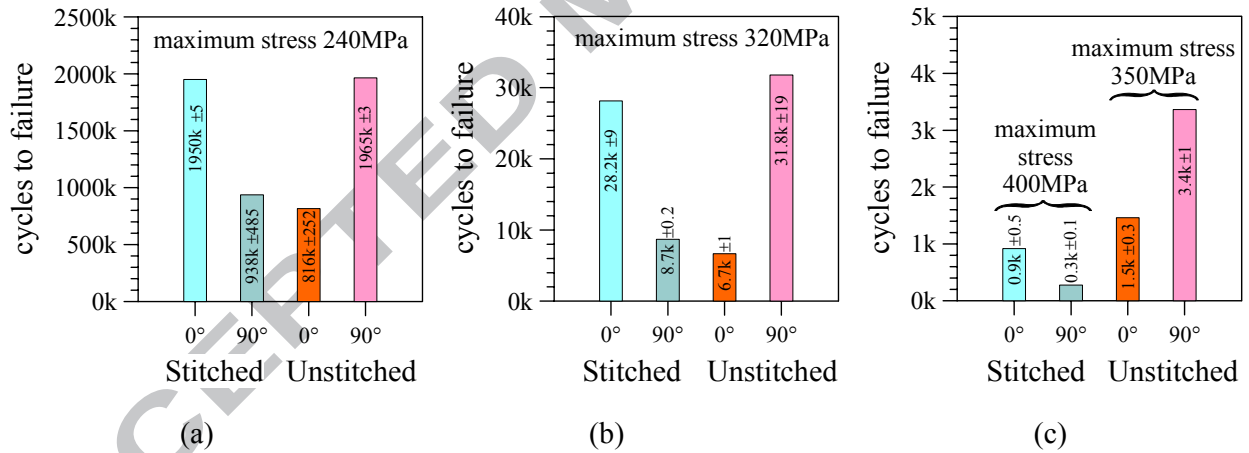 2500k
2000k
1500k
1000k
500k
0k
cycles to failure
maximum stress 240MPa
1950k ±5
938k ±485
816k ±252
1965k ±3
0° 90° 0° 90°
Stitched Unstitched
(a)
40k
30k
20k
10k
0k
cycles to failure
maximum stress 320MPa
28.2k ±9
8.7k ±0.2
6.7k ±1
31.8k ±19
0° 90° 0° 90°
Stitched Unstitched
(b)
5k
4k
3k
2k
1k
0k
cycles to failure
maximum stress
350MPa
maximum
stress
400MPa
0.9k ±0.5
0.3k ±0.1
1.5k ±0.3
3.4k ±1
0° 90° 0° 90°
Stitched Unstitched
(c)
CEPTED M